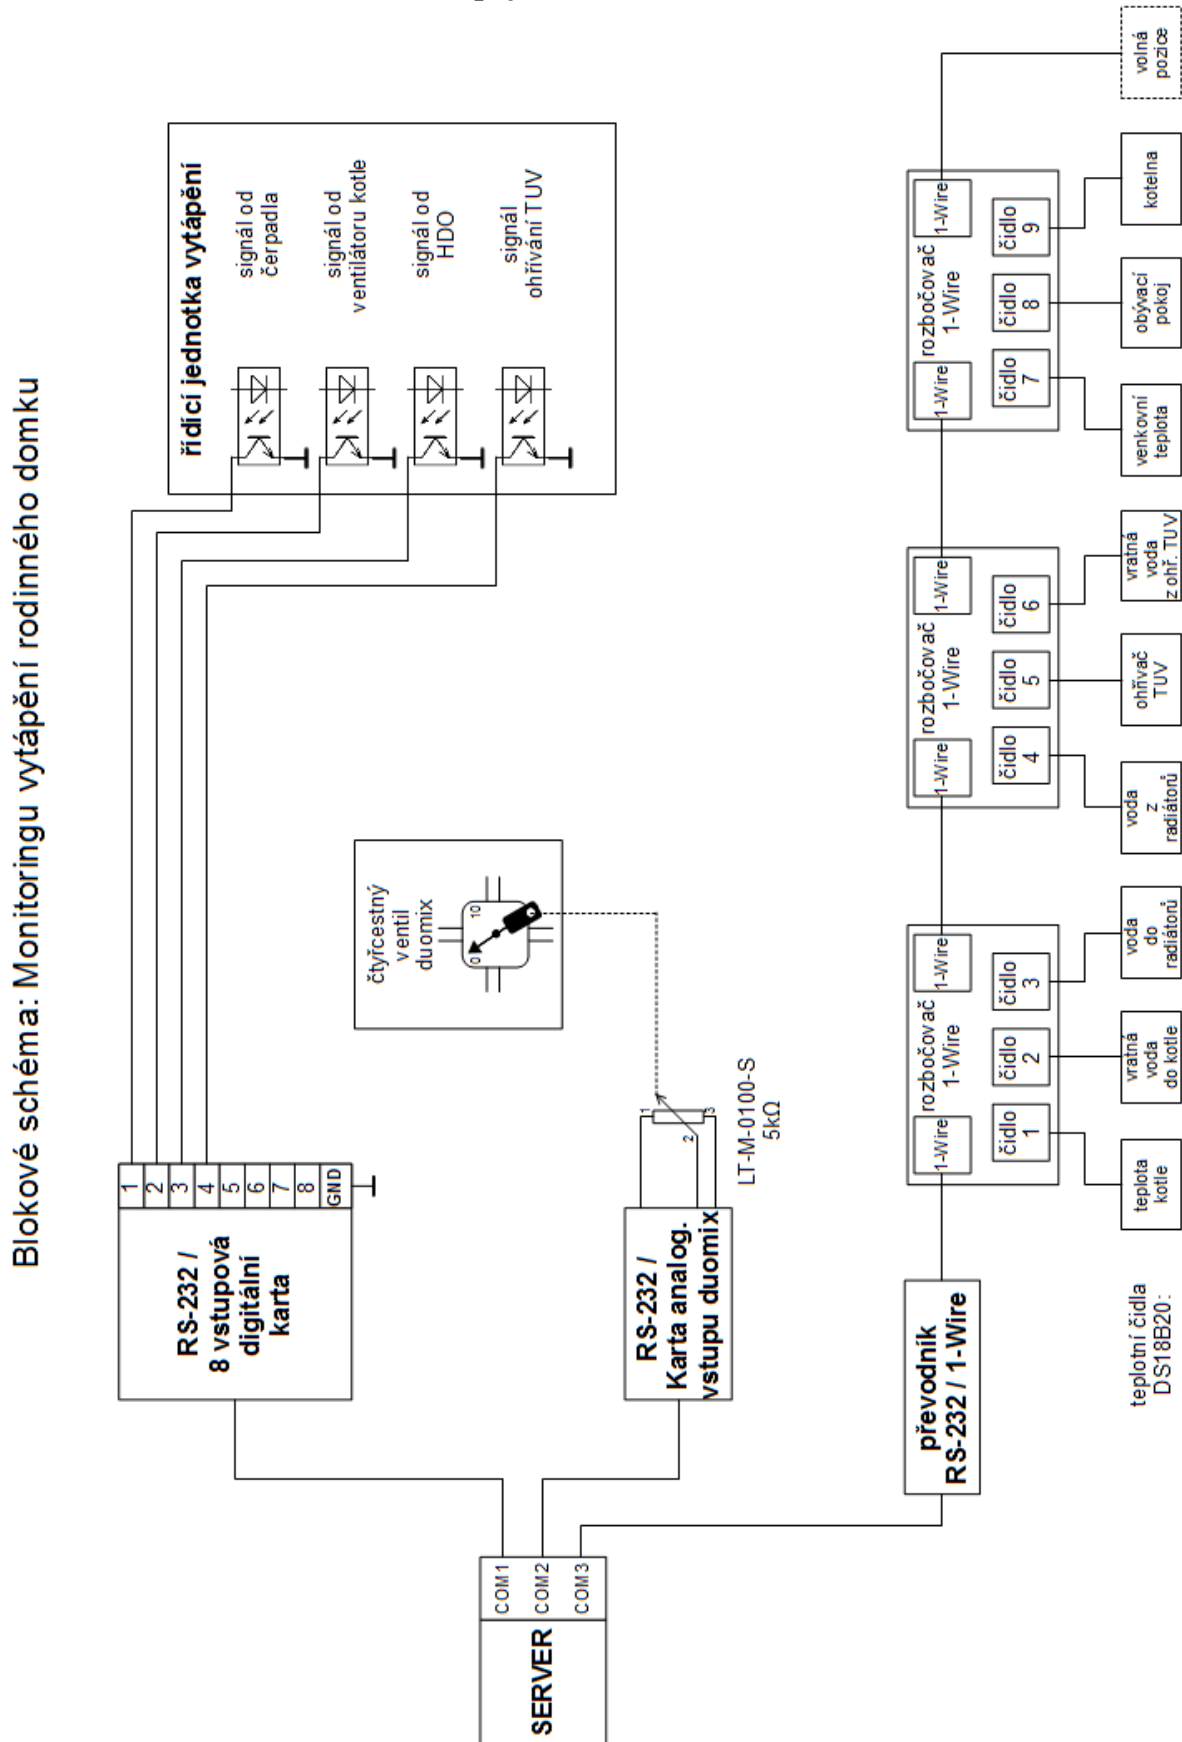 Blokové schéma: Monitoringu vytápění rodinného domku
řídící jednotka vytápění
signál od
čerpadla
signál od
ventilátoru kotle
signál od
HDO
signál
ohřívání TUV
1
2
3
4
5
6
7
8
GND
RS-232 /
8 vstupová
digitální
karta
čtyřcestný
ventil
duomix
0
10
1
2
3
LT-M-0100-S
5kΩ
RS-232 /
Karta analog.
vstupu duomix
SERVER
COM1
COM2
COM3
převodník
RS-232 / 1-Wire
1-Wire
rozbočovač
1-Wire
1-Wire
čidlo
1
čidlo
2
čidlo
3
1-Wire
rozbočovač
1-Wire
1-Wire
čidlo
4
čidlo
5
čidlo
6
1-Wire
rozbočovač
1-Wire
1-Wire
čidlo
7
čidlo
8
čidlo
9
teplotní čidla
DS18B20:
teplota
kotle
vratná
voda
do kotle
voda
do
radiátorů
voda
z
radiátorů
ohřívač
TUV
vratná
voda
z ohř. TUV
venkovní
teplota
obývací
pokoj
kotelna
volná
pozice